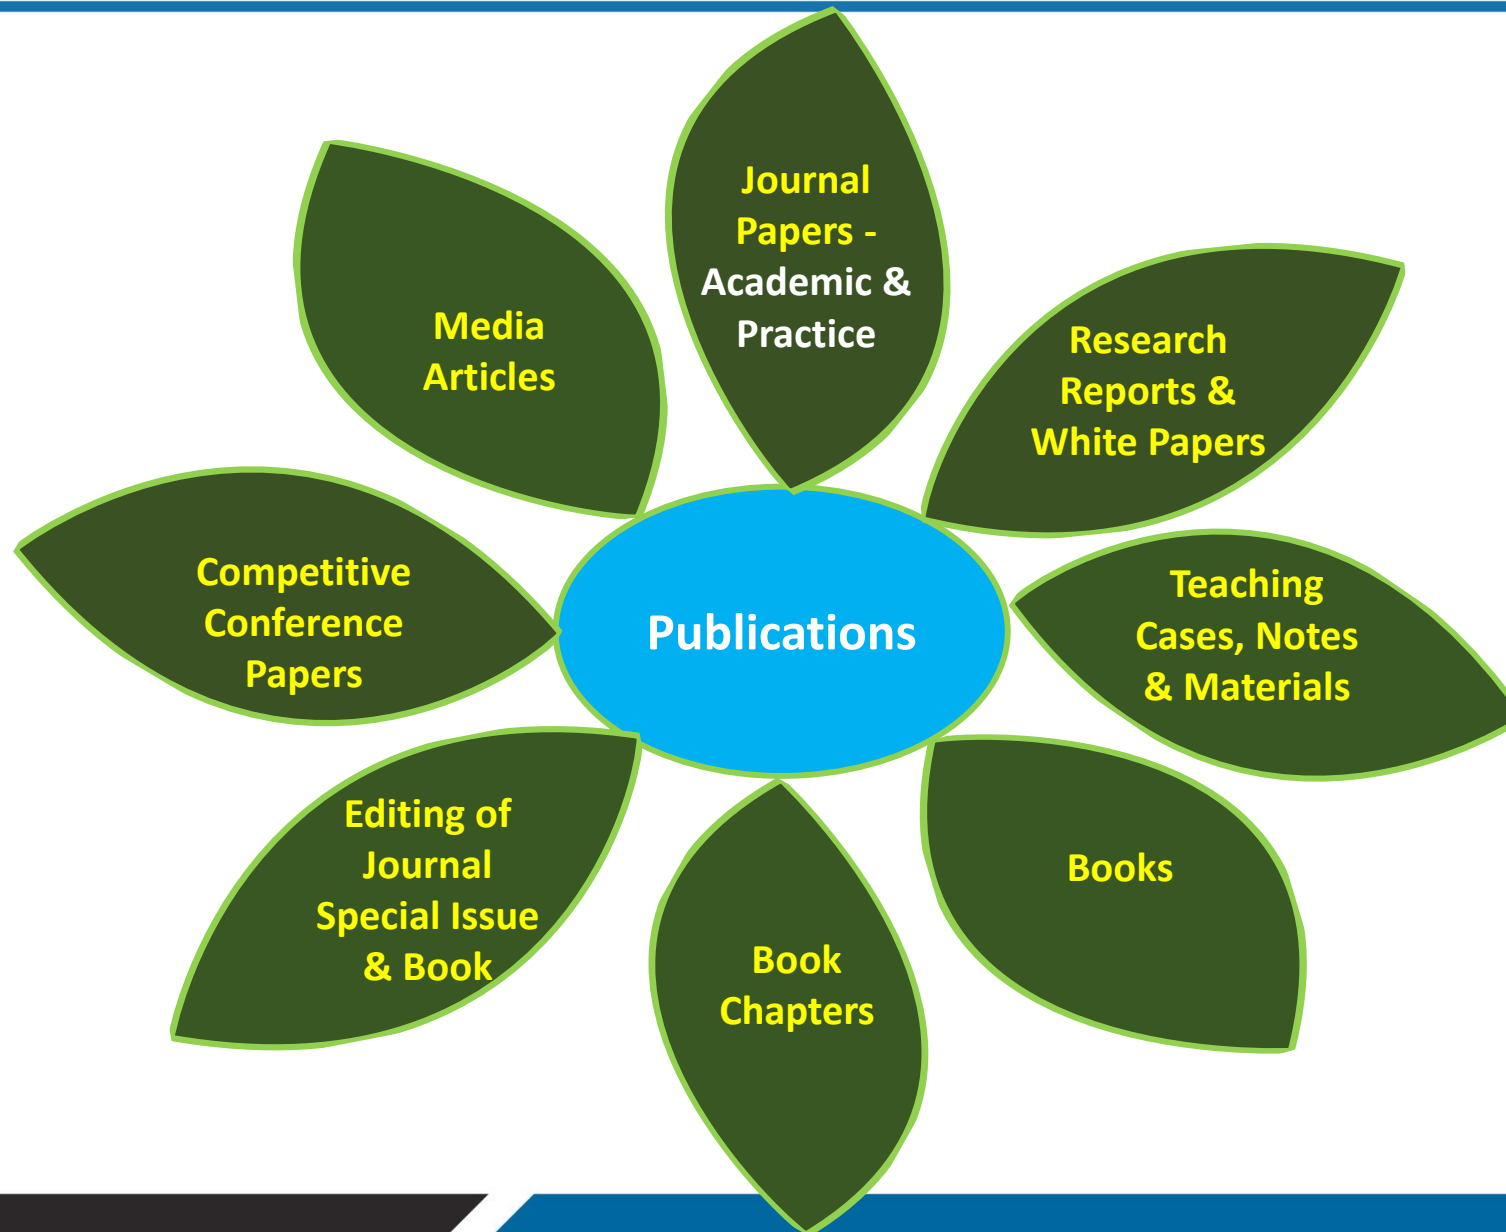 Journal
Papers -
Academic &
Practice
Media
Articles
Research
Reports &
White Papers
Competitive
Conference
Papers
Publications
Teaching
Cases, Notes
& Materials
Editing of
Journal
Special Issue
& Book
Books
Book
Chapters